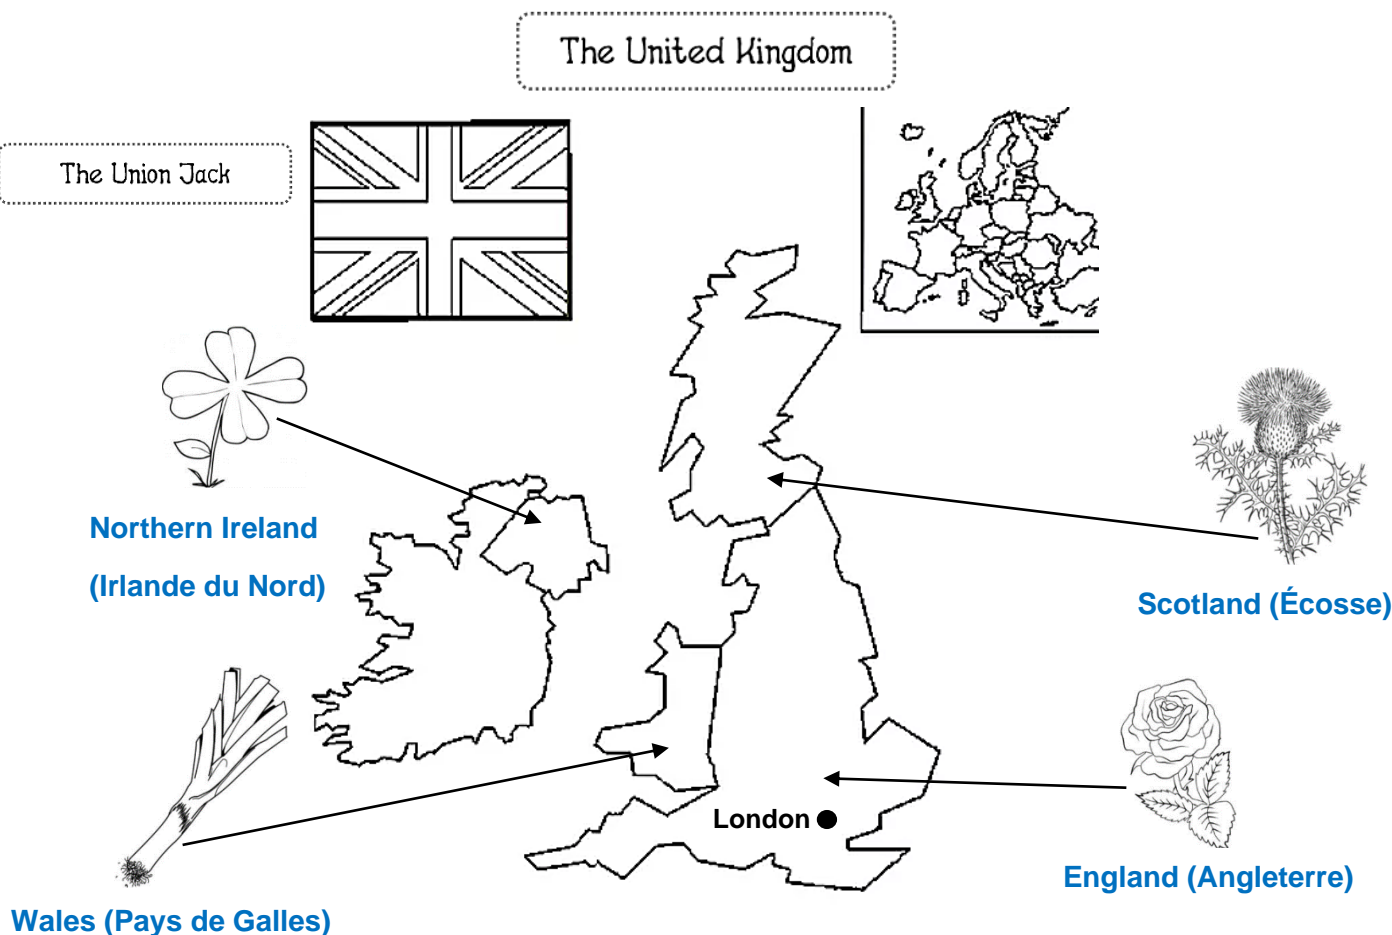 The United Kingdom
The Union Jack
Northern Ireland
(Irlande du Nord)
Scotland (Écosse)
London
England (Angleterre)
Wales (Pays de Galles)